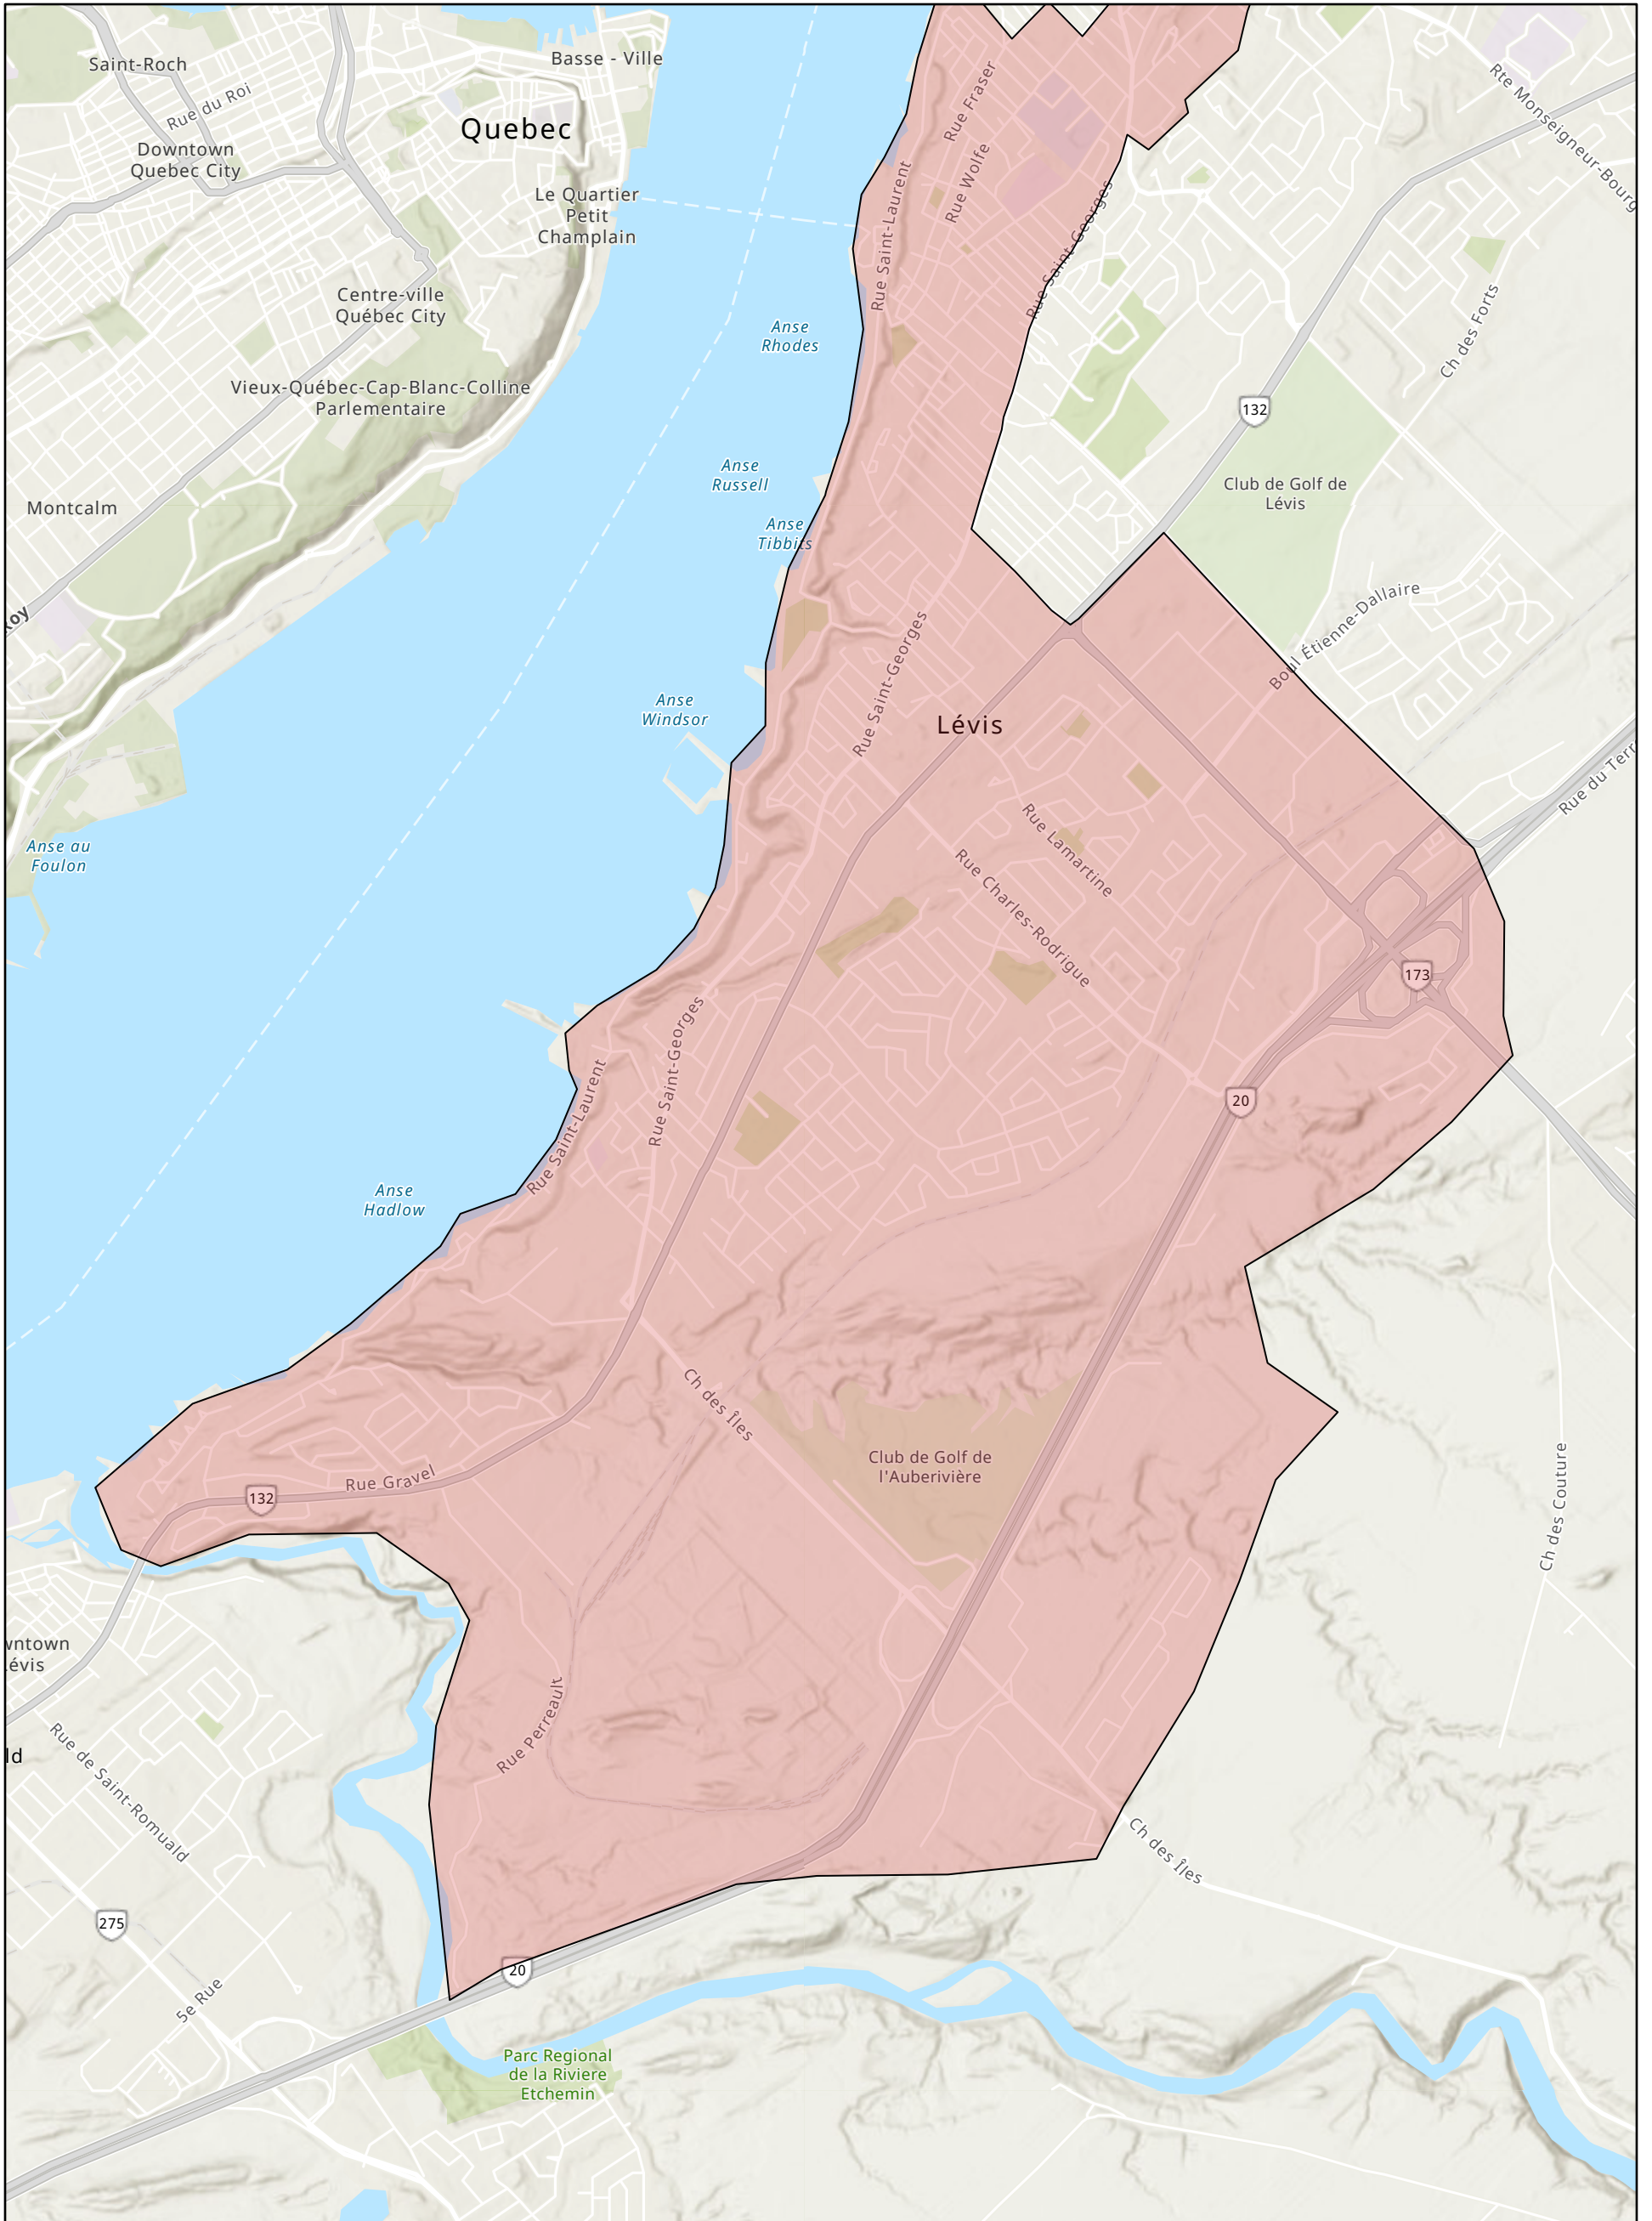 Saint-Roch
Rue du Roi
Basse - Ville
Quebec
Downtown
Quebec City
Le Quartier
Petit
Champlain
Centre-ville
Québec City
Vieux-Québec-Cap-Blanc-Colline
Parlementaire
Montcalm
Rue Fraser
Rue Wolfe
Rue Saint-Laurent
Rue Saint-Georges
Rte Monseigneur-Bourg
Ch des Forts
132
Club de Golf de
Lévis
Anse
Rhodes
Anse
Russell
Anse
Tibbits
Boul Étienne-Dallaire
Anse
Windsor
Rue Saint-Georges
Lévis
Rue du Terr
Rue Lamartine
Rue Charles-Rodrigue
Anse au
Foulon
173
20
Rue Saint-Laurent
Rue Saint-Georges
Anse
Hadlow
Ch des Îles
Club de Golf de
l'Auberivière
Rue Gravel
132
Ch des Couture
wntown
évis
ld
Rue Perreault
Rue de Saint-Romuald
Ch des Îles
275
20
5e Rue
Parc Regional
de la Riviere
Etchemin